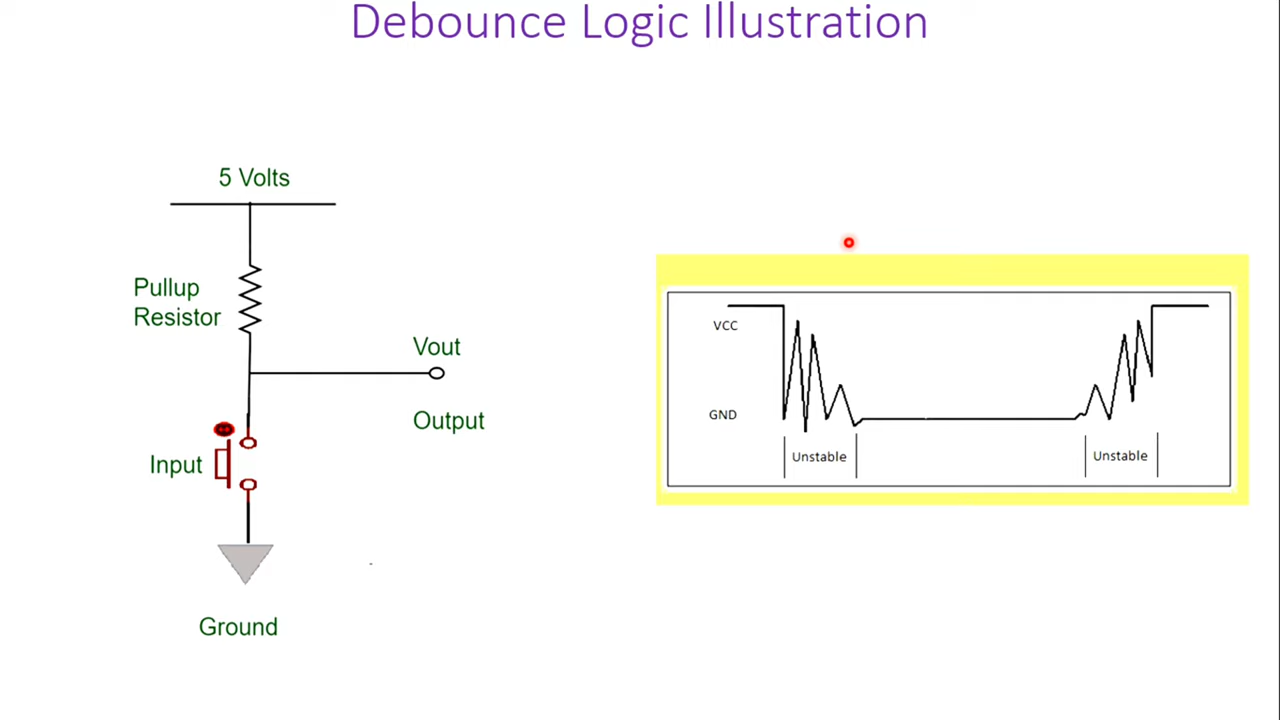 Debounce Logic Illustration
5 Volts
Pullup
Resistor
Vout
Output
Input
Ground
VCC
GND
Unstable
Unstable